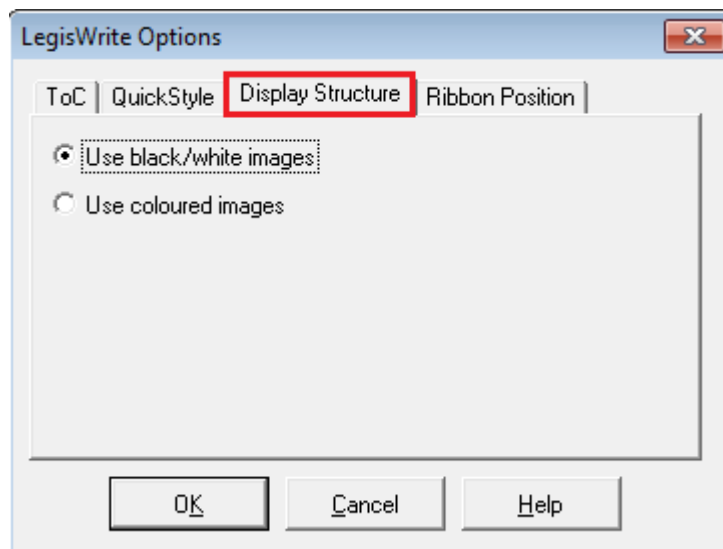 LegisWrite Options
ToC QuickStyle Display Structure Ribbon Position
Use black/white images
Use coloured images
OK Cancel Help